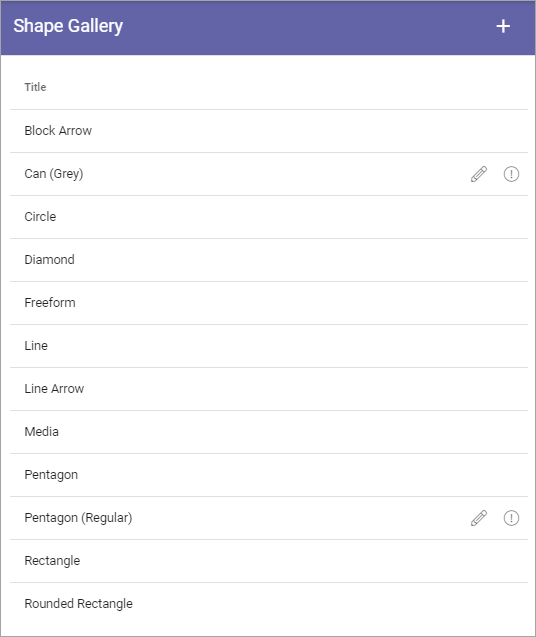 Shape Gallery
Title
Block Arrow
Can (Grey)
Circle
Diamond
Freeform
Line
Line Arrow
Media
Pentagon
Pentagon (Regular)
Rectangle
Rounded Rectangle